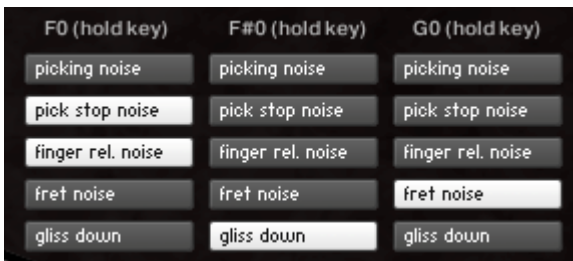 F0 (hold key) F#0 (hold key) G0 (hold key)
picking noise picking noise picking noise
pick stop noise pick stop noise pick stop noise
finger rel. noise finger rel. noise finger rel. noise
fret noise fret noise fret noise
gliss down gliss down gliss down